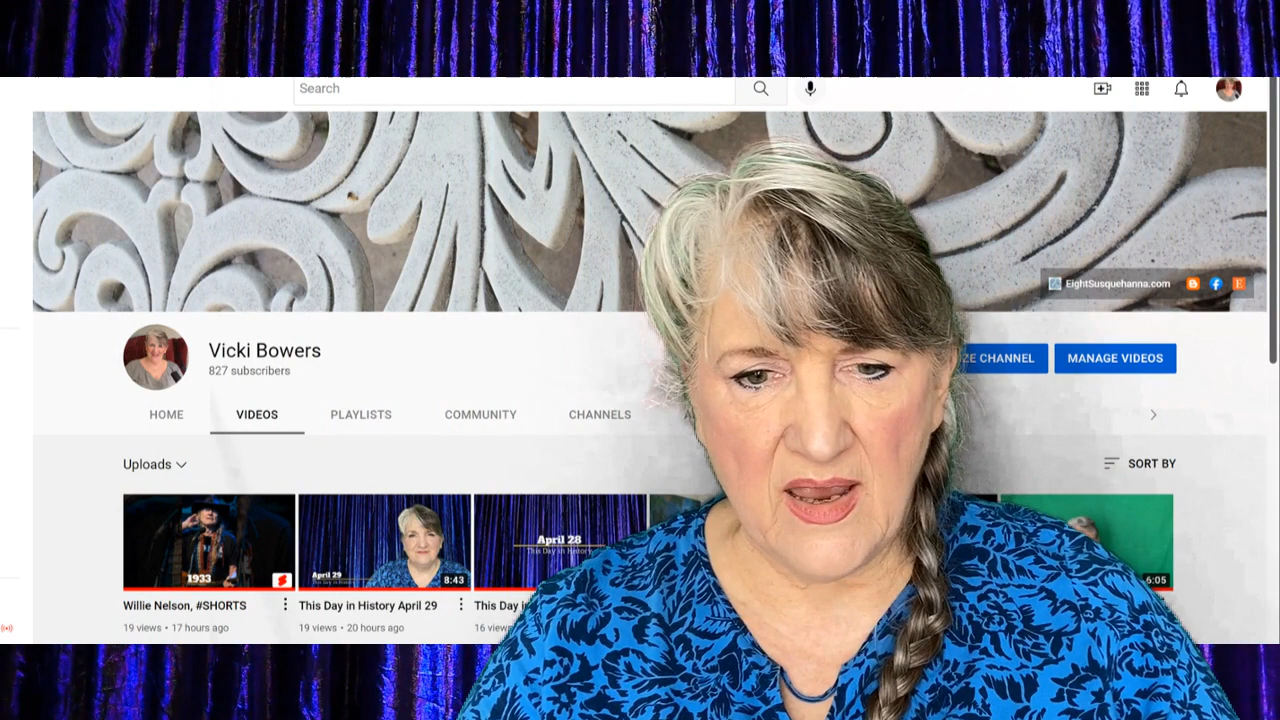 Search
EightSusquehanna.com
Vicki Bowers
827 subscribers
ZE CHANNEL
MANAGE VIDEOS
HOME
VIDEOS
PLAYLISTS
COMMUNITY
CHANNELS
Uploads
SORT BY
1933
April 29
This Day in History
8:43
April 28
This Day in History
6:05
Willie Nelson, #SHORTS
This Day in History April 29
This Day i
19 views • 17 hours ago
19 views • 20 hours ago
16 views